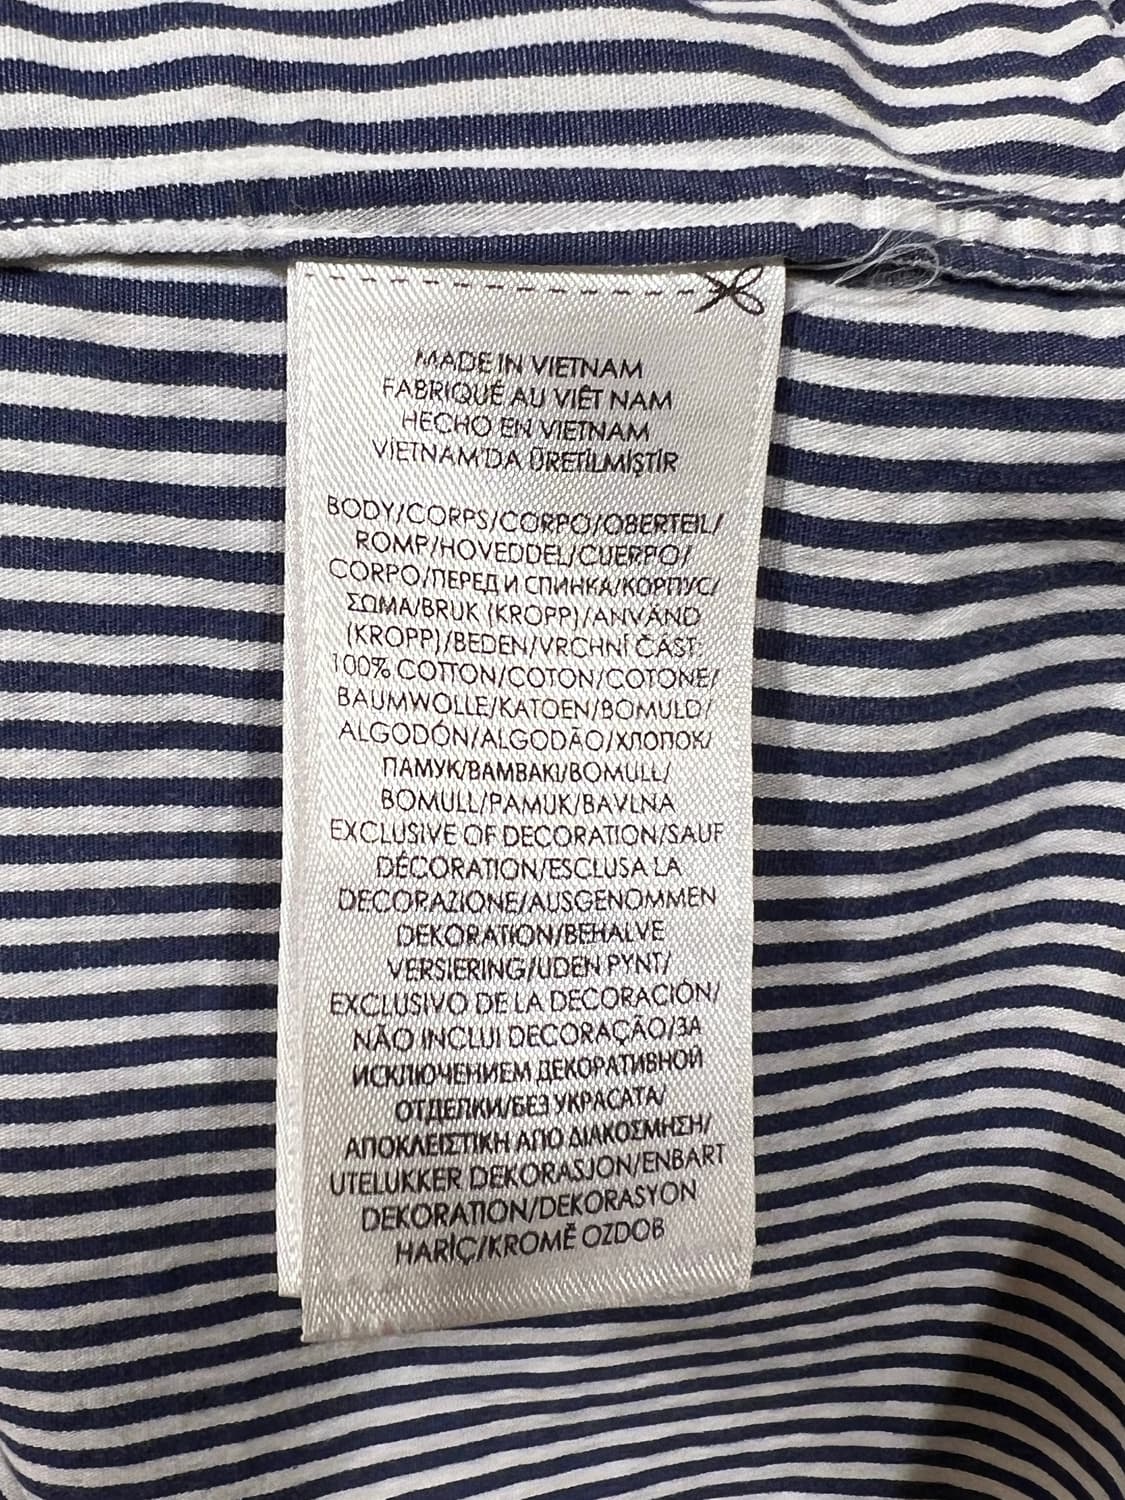 MADE IN VIETNAM
FABRIQUÉ AU VIÊT NAM
HECHO EN VIETNAM
VIETNAM'DA ÜRETİLMİŞTİR
BODY/CORPS/CORPO/OBERTEIL/
ROMP/HOVEDDEL/CUERPO/
CORPO/ПЕРЕД И СПИНКА/КОРПУС/
ΣΩΜΑ/BRUK (KROPP)/ANVÄND
(KROPP)/BEDEN/VRCHNÍ ČÁST:
100% COTTON/COTON/COTONE/
BAUMWOLLE/KATOEN/BOMULD/
ALGODÓN/ALGODÃO/ХЛОПОК/
ПАМУК/ΒΑΜΒΑΚΙ/BOMULL/
BOMULL/PAMUK/BAVLNA
EXCLUSIVE OF DECORATION/SAUF
DÉCORATION/ESCLUSA LA
DECORAZIONE/AUSGENOMMEN
DEKORATION/BEHALVE
VERSIERING/UDEN PYNT/
EXCLUSIVO DE LA DECORACIÓN/
NÃO INCLUI DECORAÇÃO/ЗА
ИСКЛЮЧЕНИЕМ ДЕКОРАТИВНОЙ
ОТДЕЛКИ/БЕЗ УКРАСАТА/
ΑΠΟΚΛΕΙΣΤΙΚΗ ΑΠΟ ΔΙΑΚΟΣΜΗΣΗ/
UTELUKKER DEKORASJON/ENBART
DEKORATION/DEKORASYON
HARİÇ/KROMĚ OZDOB